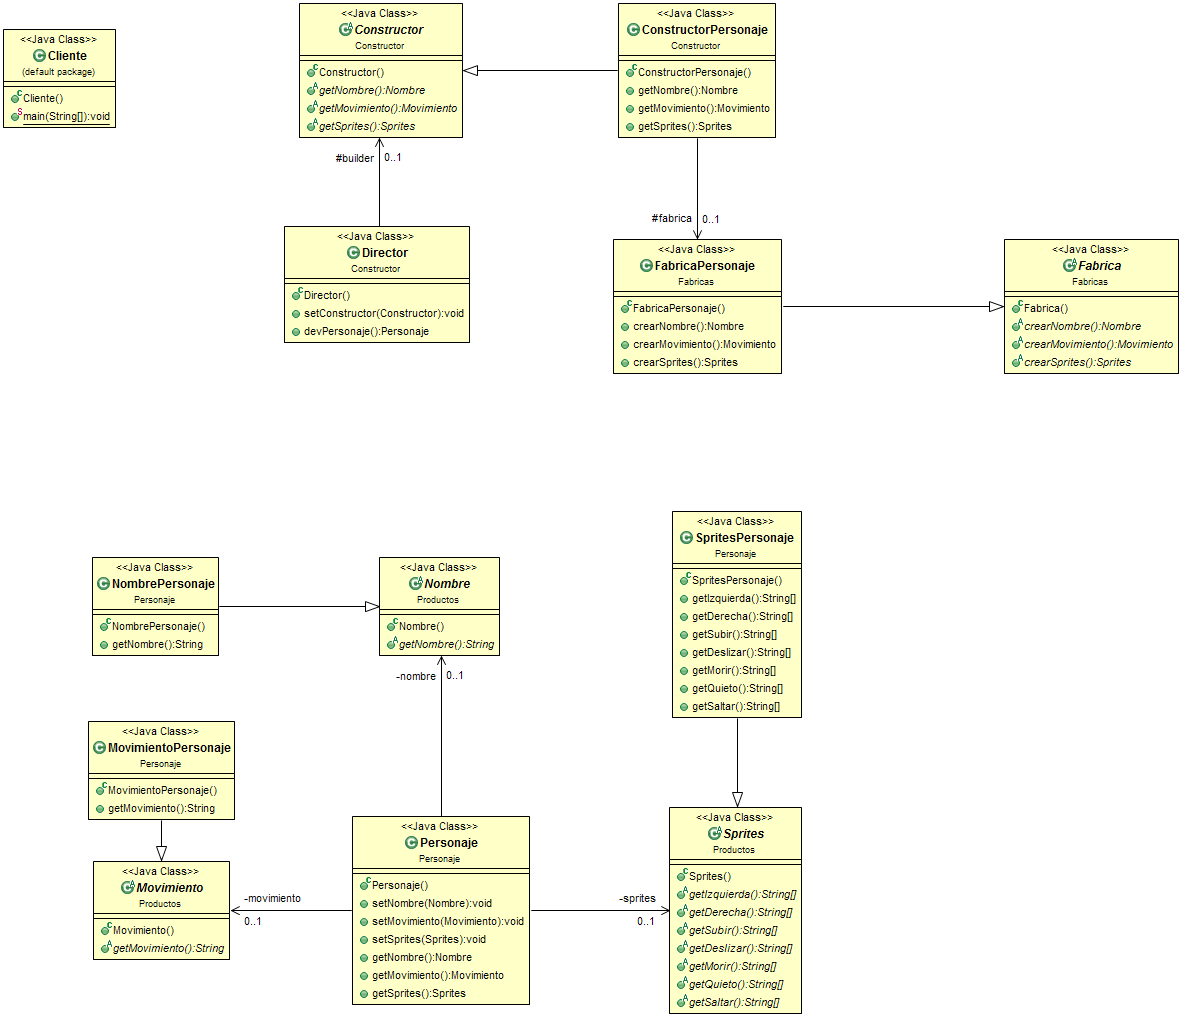 <<Java Class>>
Cliente
(default package)
Cliente()
main(String[]):void
<<Java Class>>
Constructor
Constructor
Constructor()
getNombre():Nombre
getMovimiento():Movimiento
getSprites():Sprites
<<Java Class>>
ConstructorPersonaje
Constructor
ConstructorPersonaje()
getNombre():Nombre
getMovimiento():Movimiento
getSprites():Sprites
#builder
0..1
<<Java Class>>
Director
Constructor
Director()
setConstructor(Constructor):void
devPersonaje():Personaje
#fabrica
0..1
<<Java Class>>
FabricaPersonaje
Fabricas
FabricaPersonaje()
crearNombre():Nombre
crearMovimiento():Movimiento
crearSprites():Sprites
<<Java Class>>
Fabrica
Fabricas
Fabrica()
crearNombre():Nombre
crearMovimiento():Movimiento
crearSprites():Sprites
<<Java Class>>
NombrePersonaje
Personaje
NombrePersonaje()
getNombre():String
<<Java Class>>
Nombre
Productos
Nombre()
getNombre():String
-nombre
0..1
<<Java Class>>
SpritesPersonaje
Personaje
SpritesPersonaje()
getIzquierda():String[]
getDerecha():String[]
getSubir():String[]
getDeslizar():String[]
getMorir():String[]
getQuieto():String[]
getSaltar():String[]
<<Java Class>>
MovimientoPersonaje
Personaje
MovimientoPersonaje()
getMovimiento():String
<<Java Class>>
Movimiento
Productos
Movimiento()
getMovimiento():String
-movimiento
0..1
<<Java Class>>
Personaje
Personaje
Personaje()
setNombre(Nombre):void
setMovimiento(Movimiento):void
setSprites(Sprites):void
getNombre():Nombre
getMovimiento():Movimiento
getSprites():Sprites
-sprites
0..1
<<Java Class>>
Sprites
Productos
Sprites()
getIzquierda():String[]
getDerecha():String[]
getSubir():String[]
getDeslizar():String[]
getMorir():String[]
getQuieto():String[]
getSaltar():String[]